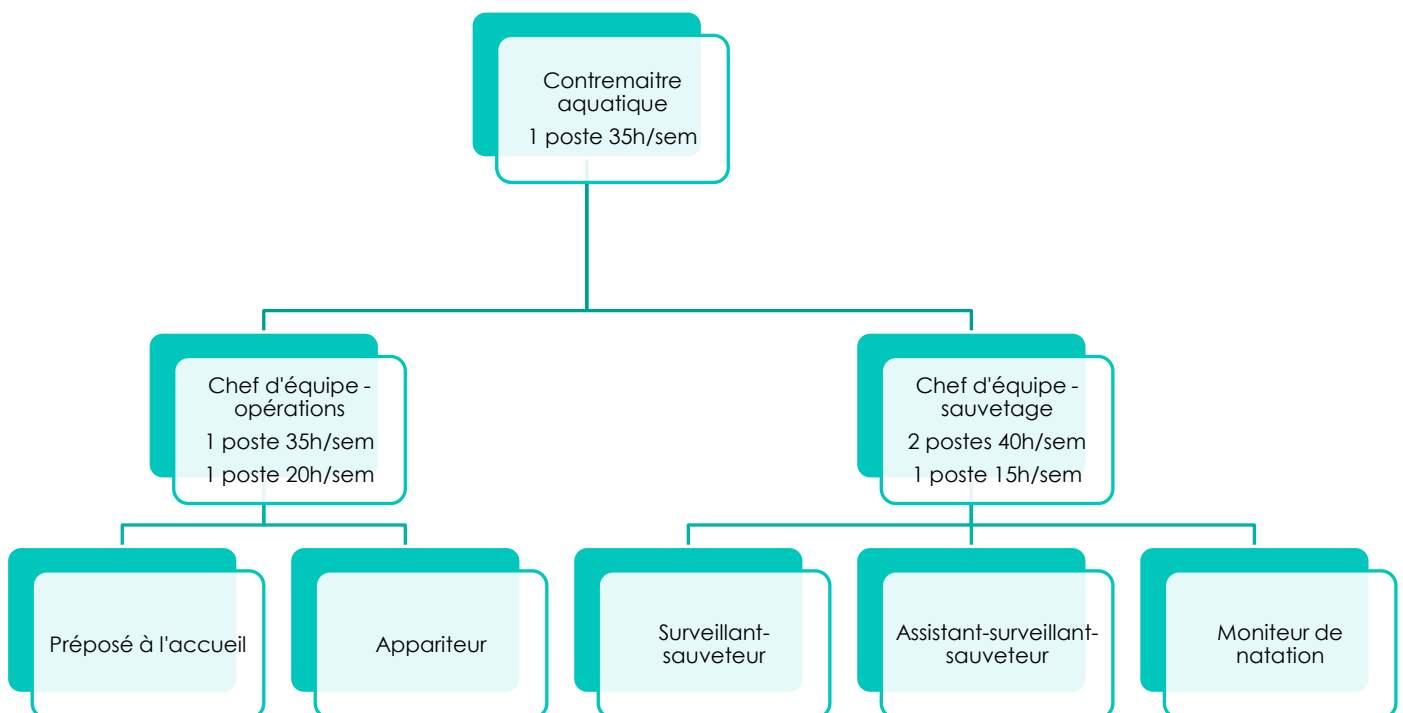 Contremaitre
aquatique
1 poste 35h/sem
Chef d'équipe -
opérations
1 poste 35h/sem
1 poste 20h/sem
Chef d'équipe -
sauvetage
2 postes 40h/sem
1 poste 15h/sem
Préposé à l'accueil
Appariteur
Surveillant-
sauveteur
Assistant-surveillant-
sauveteur
Moniteur de
natation